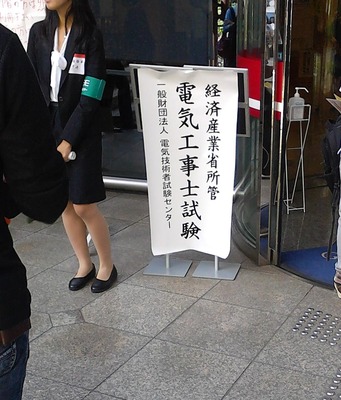 経済産業省所管
電気工事士試験
一般財団法人 電気技術者試験センター